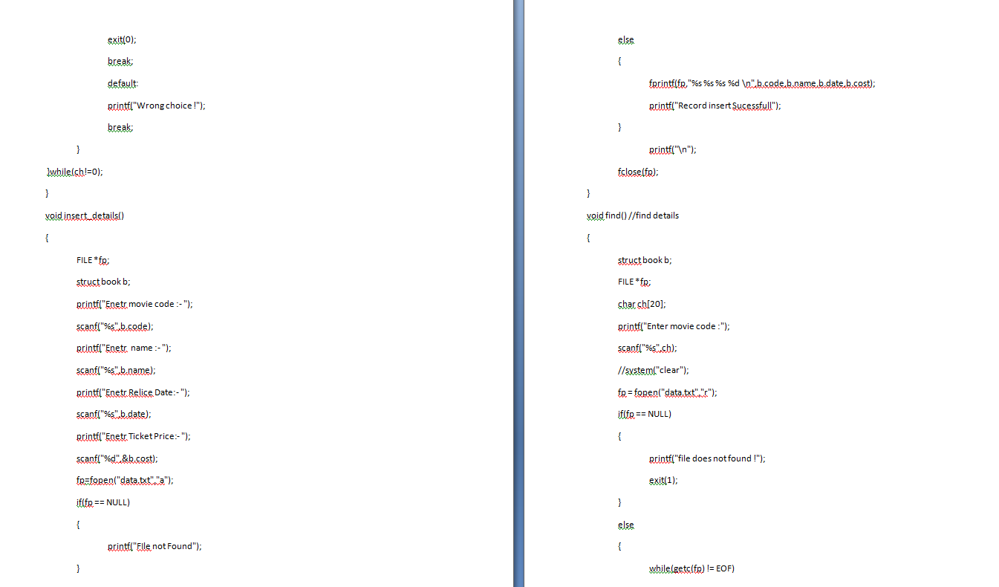 exit(0);
break;
default:
printf("Wrong choice !");
break;
}
}while(ch!=0);
}
void insert_details()
{
FILE *fp;
struct book b;
printf("Enetr movie code :- ");
scanf("%s",b.code);
printf("Enetr  name :- ");
scanf("%s",b.name);
printf("Enetr Relice Date:- ");
scanf("%s",b.date);
printf("Enetr Ticket Price:- ");
scanf("%d",&b.cost);
fp=fopen("data.txt","a");
if(fp == NULL)
{
printf("FIle not Found");
}
else
{
fprintf(fp,"%s %s %s %d \n",b.code,b.name,b.date,b.cost);
printf("Record insert Sucessfull");
}
printf("\n");
fclose(fp);
}
void find() //find details
{
struct book b;
FILE *fp;
char ch[20];
printf("Enter movie code :");
scanf("%s",ch);
//system("clear");
fp = fopen("data.txt","r");
if(fp == NULL)
{
printf("file does not found !");
exit(1);
}
else
{
while(getc(fp) != EOF)